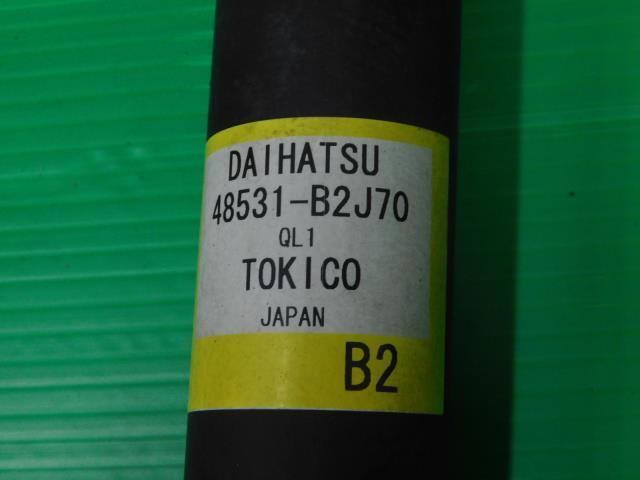 DAIHATSU
48531-B2J70
QL1
TOKICO
JAPAN
B2